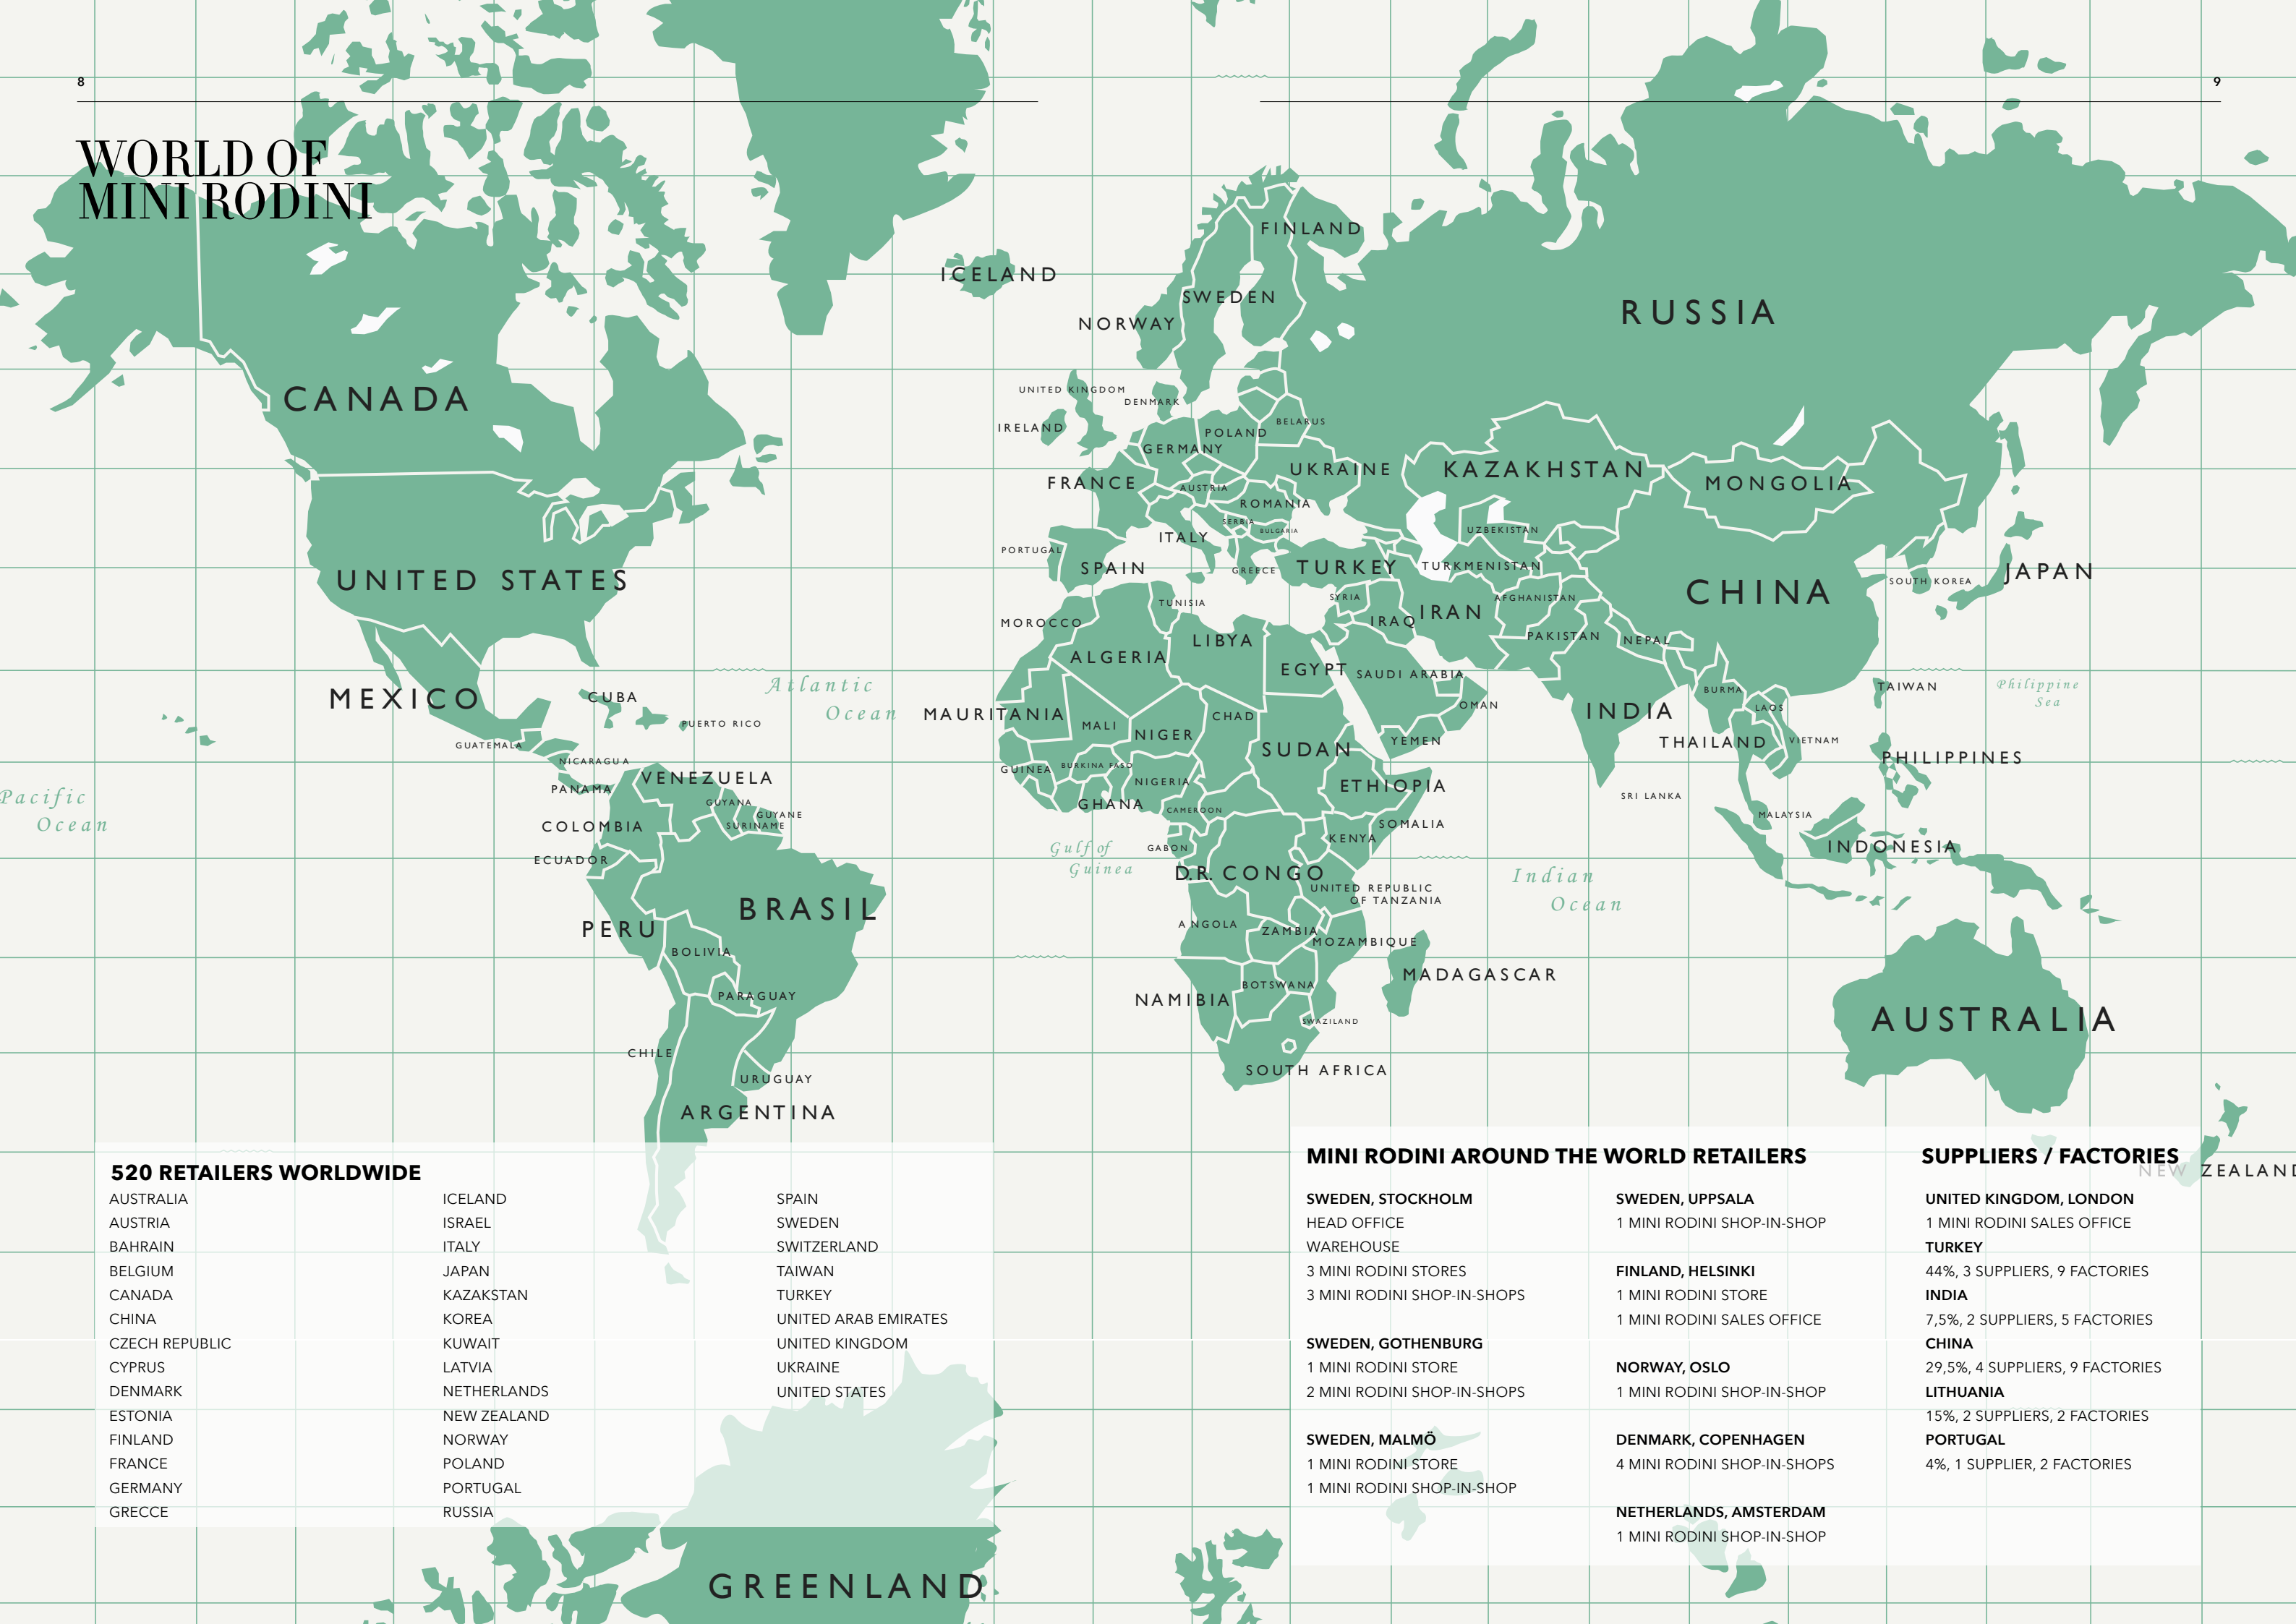 8
9
WORLD OF
MINI RODINI
ICELAND
FINLAND
SWEDEN
NORWAY
RUSSIA
CANADA
UNITED KINGDOM
DENMARK
IRELAND
BELARUS
POLAND
GERMANY
UKRAINE
KAZAKHSTAN
MONGOLIA
FRANCE
AUSTRIA
ROMANIA
SERBIA
BULGARIA
UZBEKISTAN
ITALY
PORTUGAL
SPAIN
GREECE
TURKEY
TURKMENISTAN
SOUTH KOREA
JAPAN
UNITED STATES
CHINA
TUNISIA
SYRIA
AFGHANISTAN
MOROCCO
IRAQ
IRAN
LIBYA
PAKISTAN
NEPAL
ALGERIA
EGYPT
SAUDI ARABIA
MEXICO
CUBA
Atlantic
Ocean
PUERTO RICO
MAURITANIA
MALI
NIGER
CHAD
OMAN
INDIA
BURMA
LAOS
TAIWAN
Philippine
Sea
GUATEMALA
NICARAGUA
SUDAN
YEMEN
THAILAND
VIETNAM
PHILIPPINES
PANAMA
VENEZUELA
GUINEA
BURKINA FASO
NIGERIA
ETHIOPIA
Pacific
Ocean
GUYANA
GUYANE
SURINAME
COLOMBIA
GHANA
CAMEROON
SOMALIA
SRI LANKA
MALAYSIA
ECUADOR
Gulf of
Guinea
GABON
KENYA
INDONESIA
D.R. CONGO
UNITED REPUBLIC
OF TANZANIA
Indian
Ocean
BRASIL
PERU
BOLIVIA
ANGOLA
ZAMBIA
MOZAMBIQUE
MADAGASCAR
PARAGUAY
NAMIBIA
BOTSWANA
SWAZILAND
AUSTRALIA
CHILE
URUGUAY
ARGENTINA
SOUTH AFRICA
NEW ZEALAND
GREENLAND
520 RETAILERS WORLDWIDE
AUSTRALIA
AUSTRIA
BAHRAIN
BELGIUM
CANADA
CHINA
CZECH REPUBLIC
CYPRUS
DENMARK
ESTONIA
FINLAND
FRANCE
GERMANY
GRECCE
ICELAND
ISRAEL
ITALY
JAPAN
KAZAKSTAN
KOREA
KUWAIT
LATVIA
NETHERLANDS
NEW ZEALAND
NORWAY
POLAND
PORTUGAL
RUSSIA
SPAIN
SWEDEN
SWITZERLAND
TAIWAN
TURKEY
UNITED ARAB EMIRATES
UNITED KINGDOM
UKRAINE
UNITED STATES
MINI RODINI AROUND THE WORLD RETAILERS
SWEDEN, STOCKHOLM
HEAD OFFICE
WAREHOUSE
3 MINI RODINI STORES
3 MINI RODINI SHOP-IN-SHOPS
SWEDEN, GOTHENBURG
1 MINI RODINI STORE
2 MINI RODINI SHOP-IN-SHOPS
SWEDEN, MALMÖ
1 MINI RODINI STORE
1 MINI RODINI SHOP-IN-SHOP
SWEDEN, UPPSALA
1 MINI RODINI SHOP-IN-SHOP
FINLAND, HELSINKI
1 MINI RODINI STORE
1 MINI RODINI SALES OFFICE
NORWAY, OSLO
1 MINI RODINI SHOP-IN-SHOP
DENMARK, COPENHAGEN
4 MINI RODINI SHOP-IN-SHOPS
NETHERLANDS, AMSTERDAM
1 MINI RODINI SHOP-IN-SHOP
SUPPLIERS / FACTORIES
UNITED KINGDOM, LONDON
1 MINI RODINI SALES OFFICE
TURKEY
44%, 3 SUPPLIERS, 9 FACTORIES
INDIA
7,5%, 2 SUPPLIERS, 5 FACTORIES
CHINA
29,5%, 4 SUPPLIERS, 9 FACTORIES
LITHUANIA
15%, 2 SUPPLIERS, 2 FACTORIES
PORTUGAL
4%, 1 SUPPLIER, 2 FACTORIES